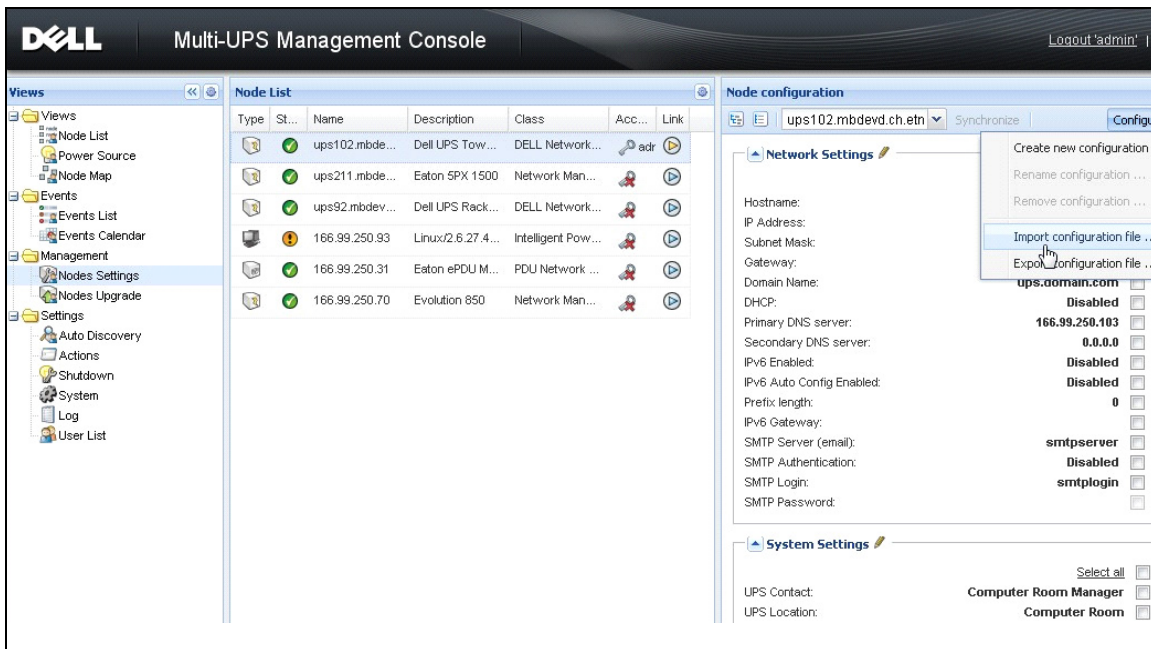 DELL Multi-UPS Management Console Logout 'admin' |
Views
Views
Node List
Power Source
Node Map
Events
Events List
Events Calendar
Management
Nodes Settings
Nodes Upgrade
Settings
Auto Discovery
Actions
Shutdown
System
Log
User List
Node List
Type St... Name Description Class Acc... Link
ups102.mbde... Dell UPS Tow... DELL Network... adr
ups211.mbde... Eaton 5PX 1500 Network Man...
ups92.mbdev... Dell UPS Rack... DELL Network...
166.99.250.93 Linux/2.6.27.4... Intelligent Pow...
166.99.250.31 Eaton ePDU M... PDU Network ...
166.99.250.70 Evolution 850 Network Man...
Node configuration
ups102.mbdevd.ch.etn Synchronize Configu
Create new configuration
Rename configuration ...
Remove configuration ...
Import configuration file ..
Export configuration file ..
Network Settings
Hostname:
IP Address:
Subnet Mask:
Gateway:
Domain Name: ups.domain.com
DHCP: Disabled
Primary DNS server: 166.99.250.103
Secondary DNS server: 0.0.0.0
IPv6 Enabled: Disabled
IPv6 Auto Config Enabled: Disabled
Prefix length: 0
IPv6 Gateway:
SMTP Server (email): smtpserver
SMTP Authentication: Disabled
SMTP Login: smtplogin
SMTP Password:
System Settings
Select all
UPS Contact: Computer Room Manager
UPS Location: Computer Room